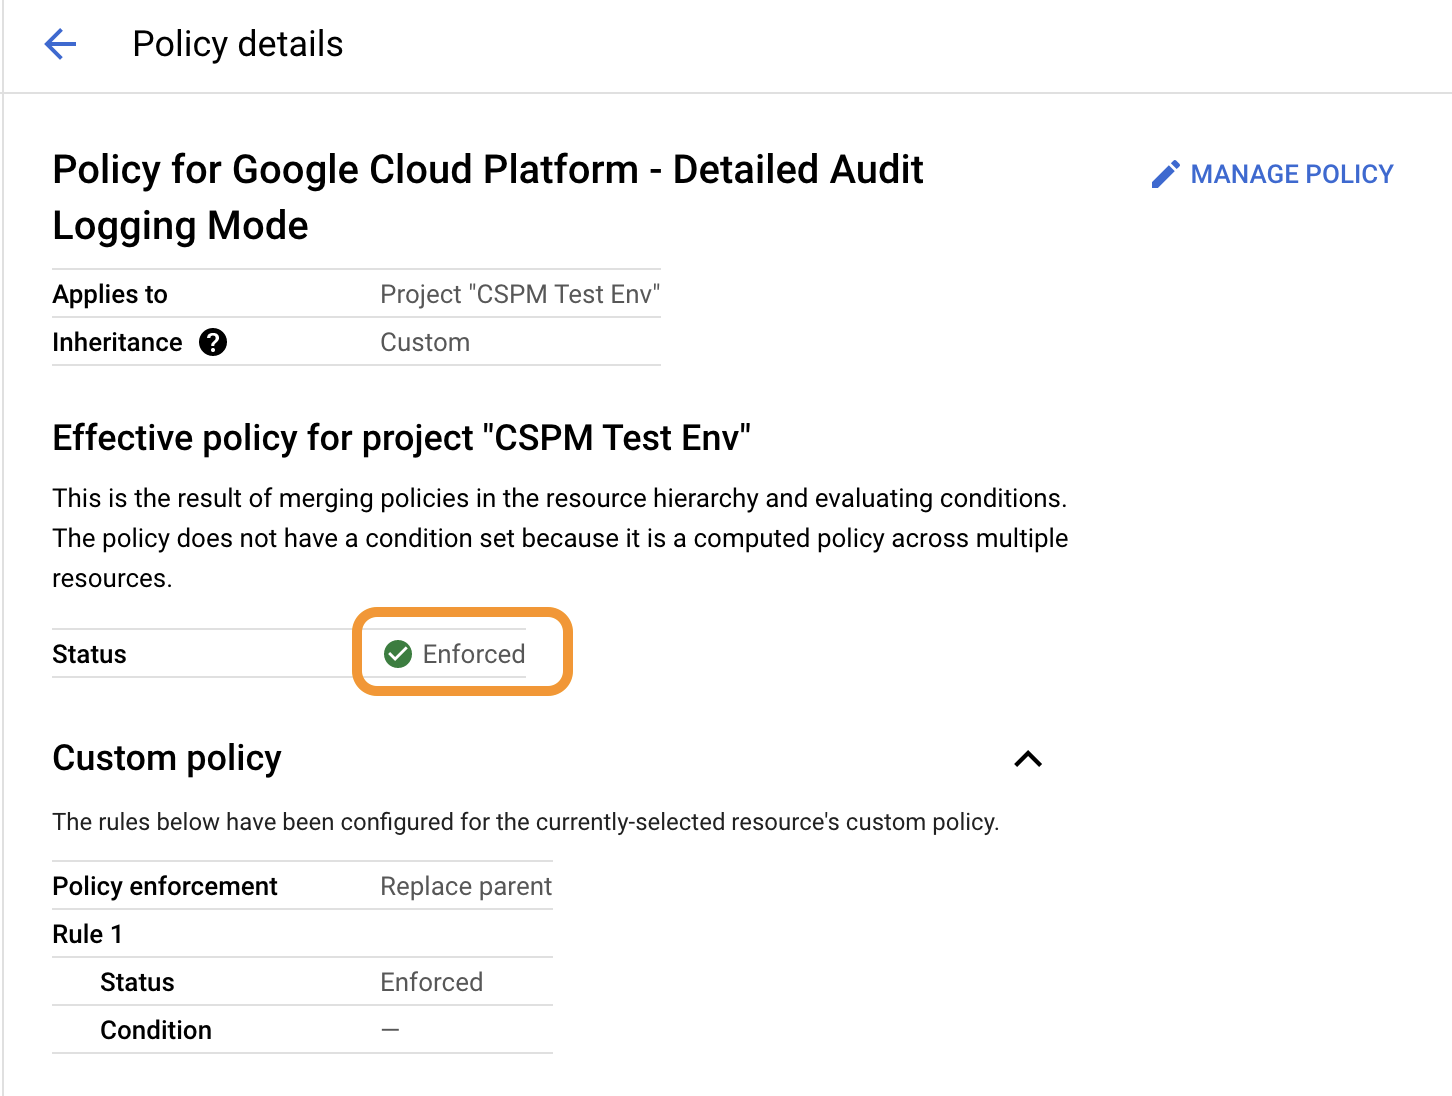 Policy details
Policy for Google Cloud Platform - Detailed Audit
Logging Mode
MANAGE POLICY
Applies to Project "CSPM Test Env"
Inheritance ? Custom
Effective policy for project "CSPM Test Env"
This is the result of merging policies in the resource hierarchy and evaluating conditions.
The policy does not have a condition set because it is a computed policy across multiple
resources.
Status Enforced
Custom policy
The rules below have been configured for the currently-selected resource's custom policy.
Policy enforcement Replace parent
Rule 1
Status Enforced
Condition —